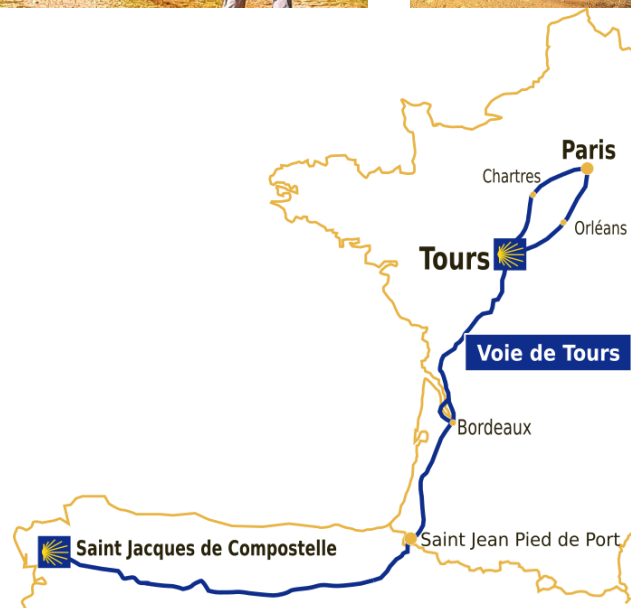 Paris
Chartres
Orléans
Tours
Voie de Tours
Bordeaux
Saint Jean Pied de Port
Saint Jacques de Compostelle